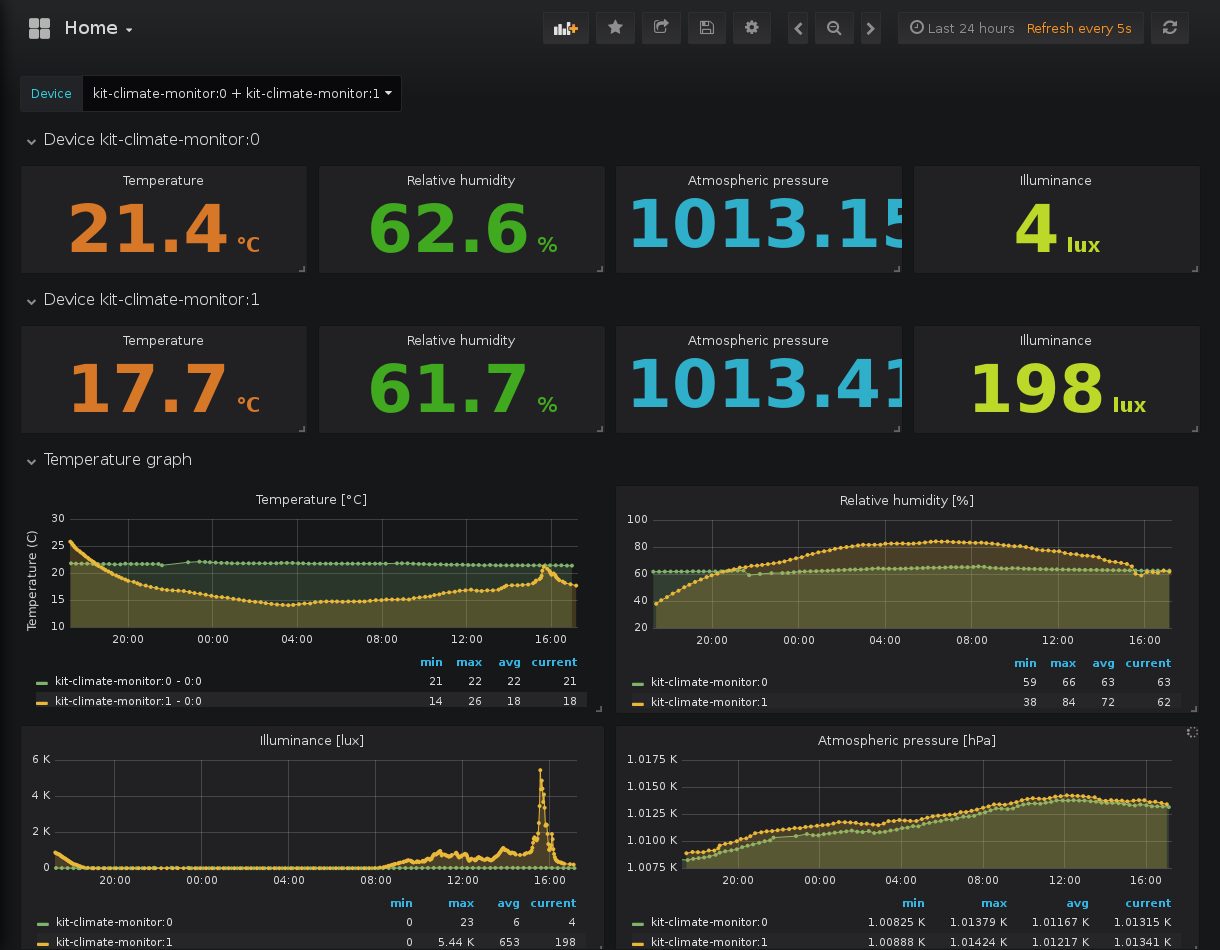 Home
Last 24 hours Refresh every 5s
Device kit-climate-monitor:0 + kit-climate-monitor:1
Device kit-climate-monitor:0
Temperature Relative humidity Atmospheric pressure Illuminance
21.4 °C 62.6 % 1013.15 4 lux
Device kit-climate-monitor:1
Temperature Relative humidity Atmospheric pressure Illuminance
17.7 °C 61.7 % 1013.41 198 lux
Temperature graph
Temperature [°C]
Temperature (C)
30
25
20
15
10
20:00 00:00 04:00 08:00 12:00 16:00
min max avg current
kit-climate-monitor:0 - 0:0 21 22 22 21
kit-climate-monitor:1 - 0:0 14 26 18 18
Relative humidity [%]
100
80
60
40
20
20:00 00:00 04:00 08:00 12:00 16:00
min max avg current
kit-climate-monitor:0 59 66 63 63
kit-climate-monitor:1 38 84 72 62
Illuminance [lux]
6 K
4 K
2 K
0
20:00 00:00 04:00 08:00 12:00 16:00
min max avg current
kit-climate-monitor:0 0 23 6 4
kit-climate-monitor:1 0 5.44 K 653 198
Atmospheric pressure [hPa]
1.0175 K
1.0150 K
1.0125 K
1.0100 K
1.0075 K
20:00 00:00 04:00 08:00 12:00 16:00
min max avg current
kit-climate-monitor:0 1.00825 K 1.01379 K 1.01167 K 1.01315 K
kit-climate-monitor:1 1.00888 K 1.01424 K 1.01217 K 1.01341 K